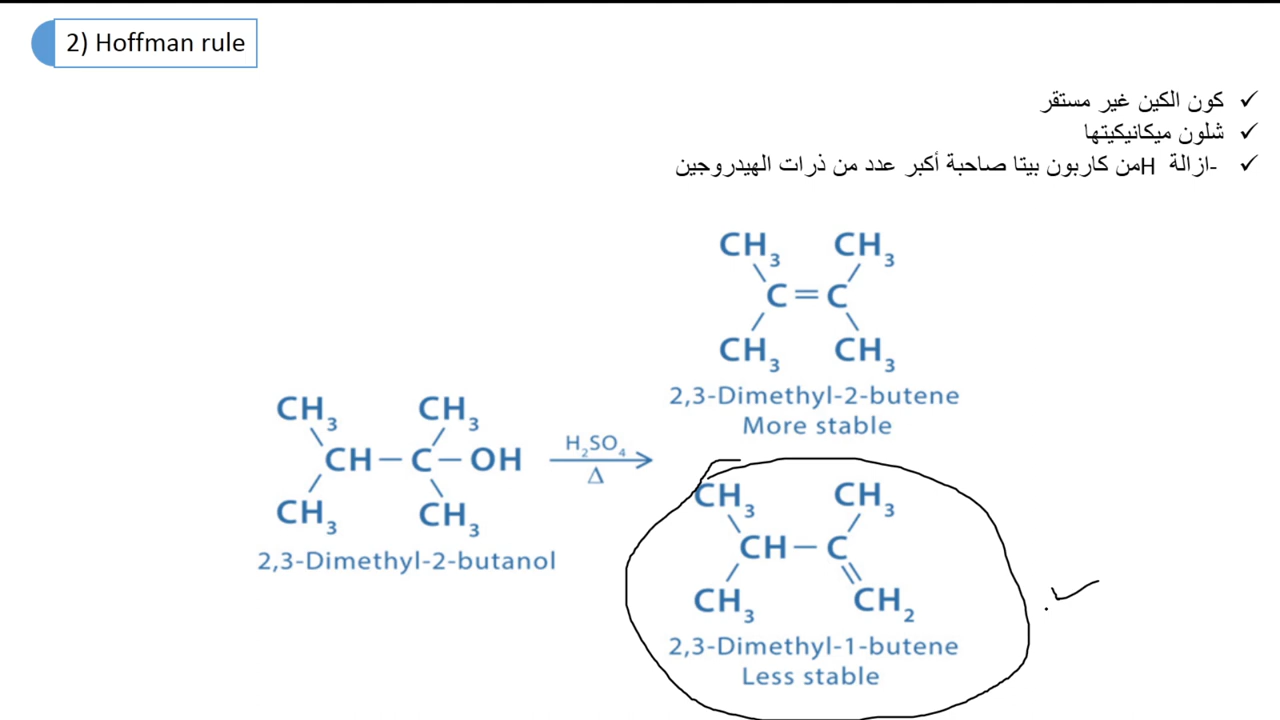 2) Hoffman rule
كون الكين غير مستقر
شلون ميكانيكيتها
-ازالة H من كاربون بيتا صاحبة أكبر عدد من ذرات الهيدروجين
CH₃ CH₃
C=C
CH₃ CH₃
2,3-Dimethyl-2-butene
More stable
CH₃ CH₃
CH–C–OH
CH₃ CH₃
2,3-Dimethyl-2-butanol
H₂SO₄
Δ
CH₃ CH₃
CH–C
CH₃ CH₂
2,3-Dimethyl-1-butene
Less stable